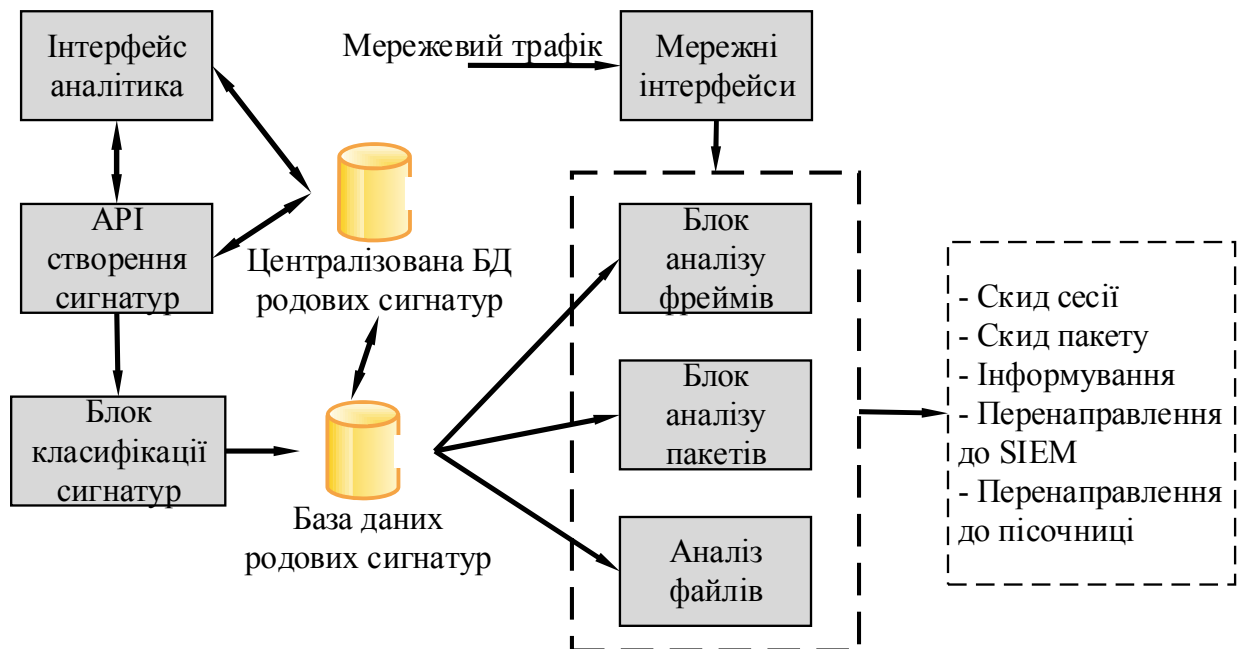 Інтерфейс
аналітика
Мережевий трафік
Мережні
інтерфейси
API
створення
сигнатур
Централізована БД
родових сигнатур
Блок
аналізу
фреймів
Блок
класифікації
сигнатур
База даних
родових сигнатур
Блок
аналізу
пакетів
Аналіз
файлів
- Скид сесії
- Скид пакету
- Інформування
- Перенаправлення
до SIEM
- Перенаправлення
до пісочниці